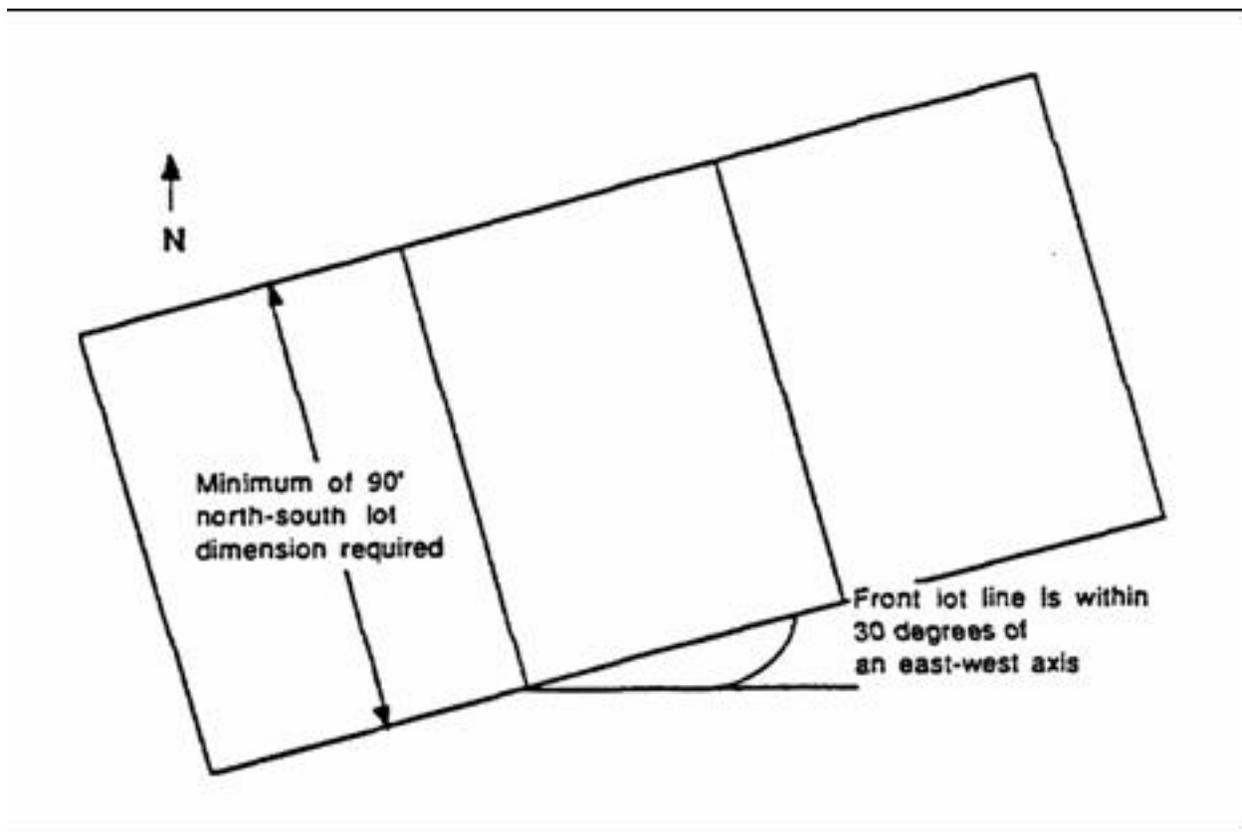 N
Minimum of 90'
north-south lot
dimension required
Front lot line is within
30 degrees of
an east-west axis